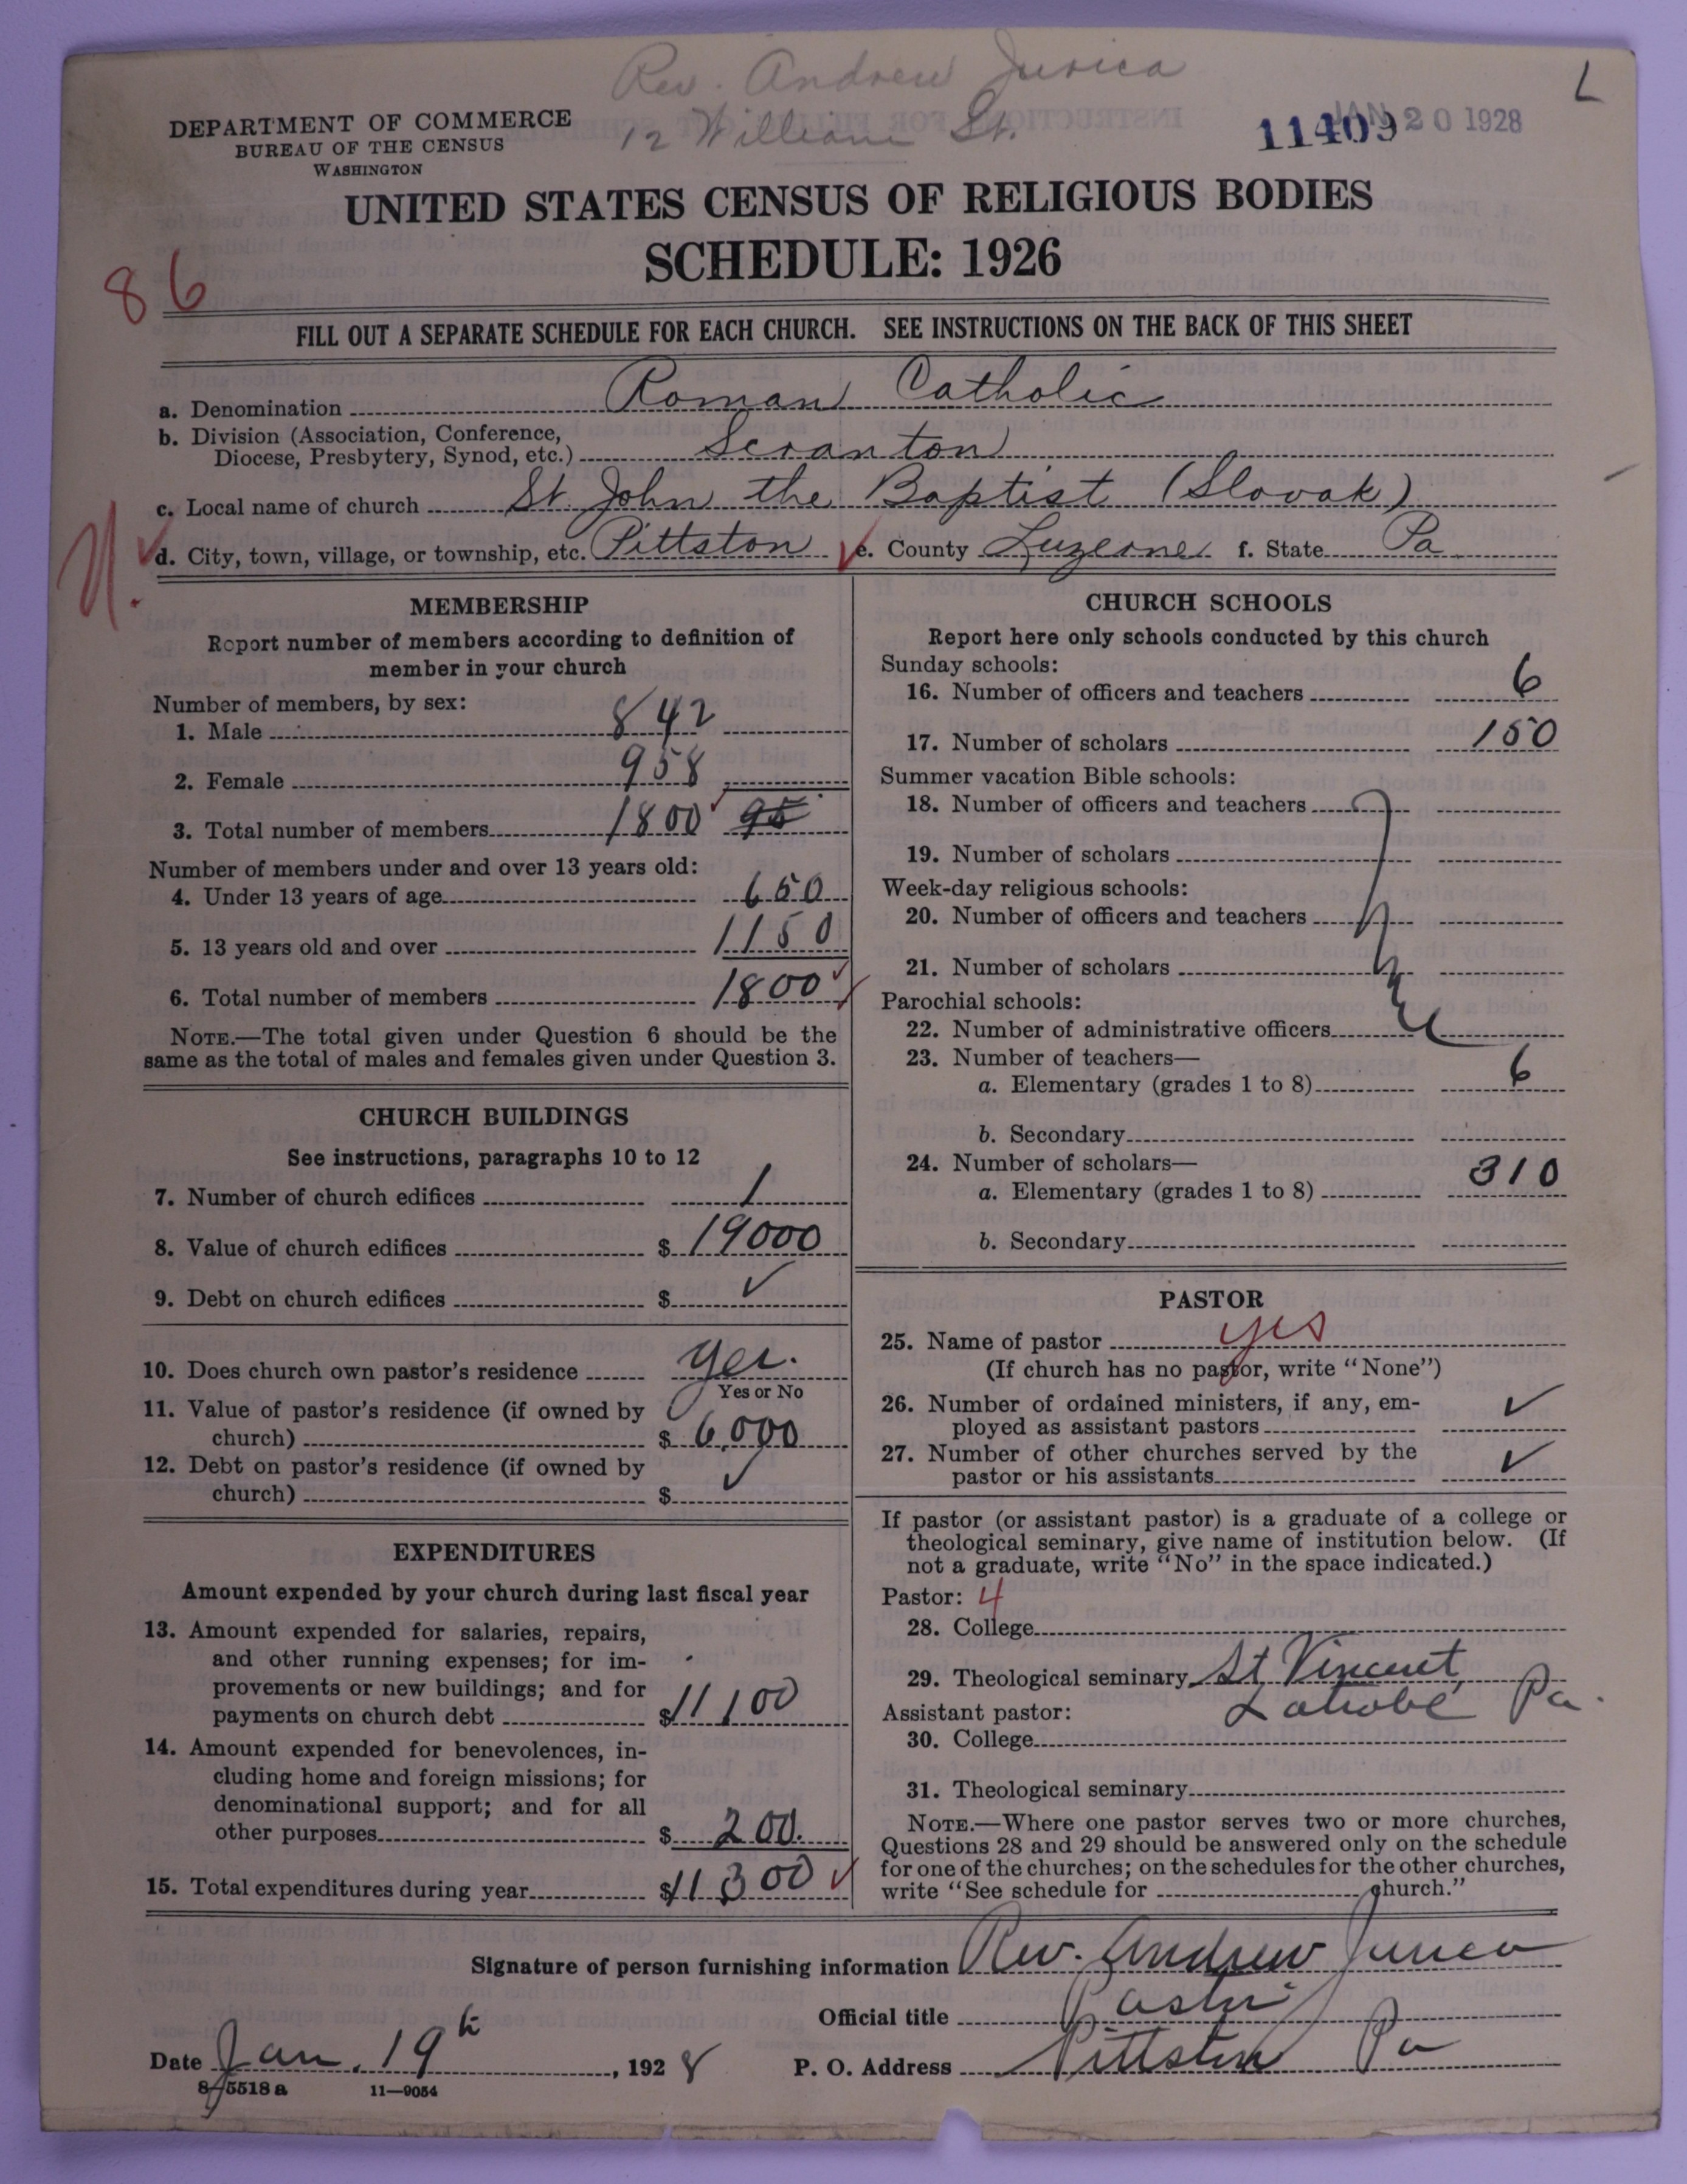 Rev. Andrew Jurica
12 William St.
L
DEPARTMENT OF COMMERCE
BUREAU OF THE CENSUS
WASHINGTON
11409
JAN 20 1928
UNITED STATES CENSUS OF RELIGIOUS BODIES
SCHEDULE: 1926
86
FILL OUT A SEPARATE SCHEDULE FOR EACH CHURCH. SEE INSTRUCTIONS ON THE BACK OF THIS SHEET
a. Denomination Roman Catholic
b. Division (Association, Conference,
Diocese, Presbytery, Synod, etc.) Scranton
c. Local name of church St. John the Baptist (Slovak)
d. City, town, village, or township, etc. Pittston e. County Luzerne f. State Pa
MEMBERSHIP
Report number of members according to definition of
member in your church
Number of members, by sex:
1. Male 842
2. Female 958
3. Total number of members 1800 95
Number of members under and over 13 years old:
4. Under 13 years of age 650
5. 13 years old and over 1150
6. Total number of members 1800
NOTE.—The total given under Question 6 should be the
same as the total of males and females given under Question 3.
CHURCH BUILDINGS
See instructions, paragraphs 10 to 12
7. Number of church edifices 1
8. Value of church edifices $ 19000
9. Debt on church edifices $ ✓
10. Does church own pastor's residence Yes.
Yes or No
11. Value of pastor's residence (if owned by
church) $ 6,000
12. Debt on pastor's residence (if owned by
church) $ ✓
EXPENDITURES
Amount expended by your church during last fiscal year
13. Amount expended for salaries, repairs,
and other running expenses; for im-
provements or new buildings; and for
payments on church debt $ 11100
14. Amount expended for benevolences, in-
cluding home and foreign missions; for
denominational support; and for all
other purposes $ 200.
15. Total expenditures during year $ 11300
CHURCH SCHOOLS
Report here only schools conducted by this church
Sunday schools:
16. Number of officers and teachers 6
17. Number of scholars 150
Summer vacation Bible schools:
18. Number of officers and teachers
19. Number of scholars
Week-day religious schools:
20. Number of officers and teachers
21. Number of scholars
Parochial schools:
22. Number of administrative officers
23. Number of teachers—
a. Elementary (grades 1 to 8) 6
b. Secondary
24. Number of scholars—
a. Elementary (grades 1 to 8) 310
b. Secondary
PASTOR
25. Name of pastor yes
(If church has no pastor, write "None")
26. Number of ordained ministers, if any, em-
ployed as assistant pastors ✓
27. Number of other churches served by the
pastor or his assistants ✓
If pastor (or assistant pastor) is a graduate of a college or
theological seminary, give name of institution below. (If
not a graduate, write "No" in the space indicated.)
Pastor: 4
28. College
29. Theological seminary St. Vincent,
Assistant pastor: Latrobe Pa.
30. College
31. Theological seminary
NOTE.—Where one pastor serves two or more churches,
Questions 28 and 29 should be answered only on the schedule
for one of the churches; on the schedules for the other churches,
write "See schedule for church."
Signature of person furnishing information Rev. Andrew Jurica
Official title Pastor
Date Jan. 19th, 1928 P. O. Address Pittston Pa
8-5518 a 11-9054